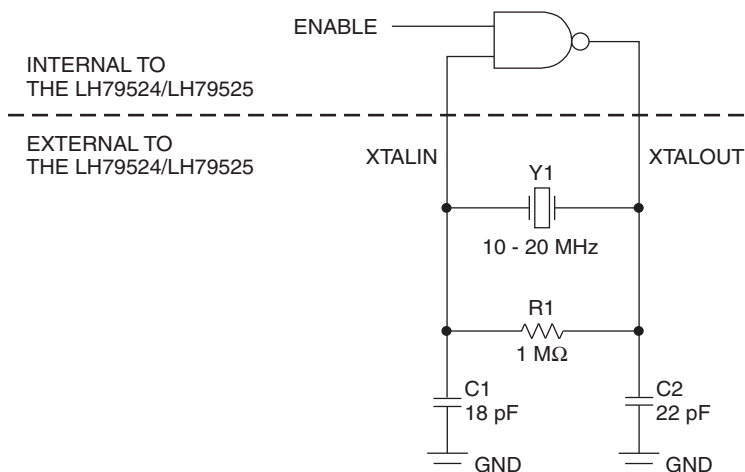 ENABLE
INTERNAL TO
THE LH79524/LH79525
EXTERNAL TO
THE LH79524/LH79525
XTALIN
XTALOUT
Y1
10 - 20 MHz
R1
1 MΩ
C1
18 pF
C2
22 pF
GND
GND